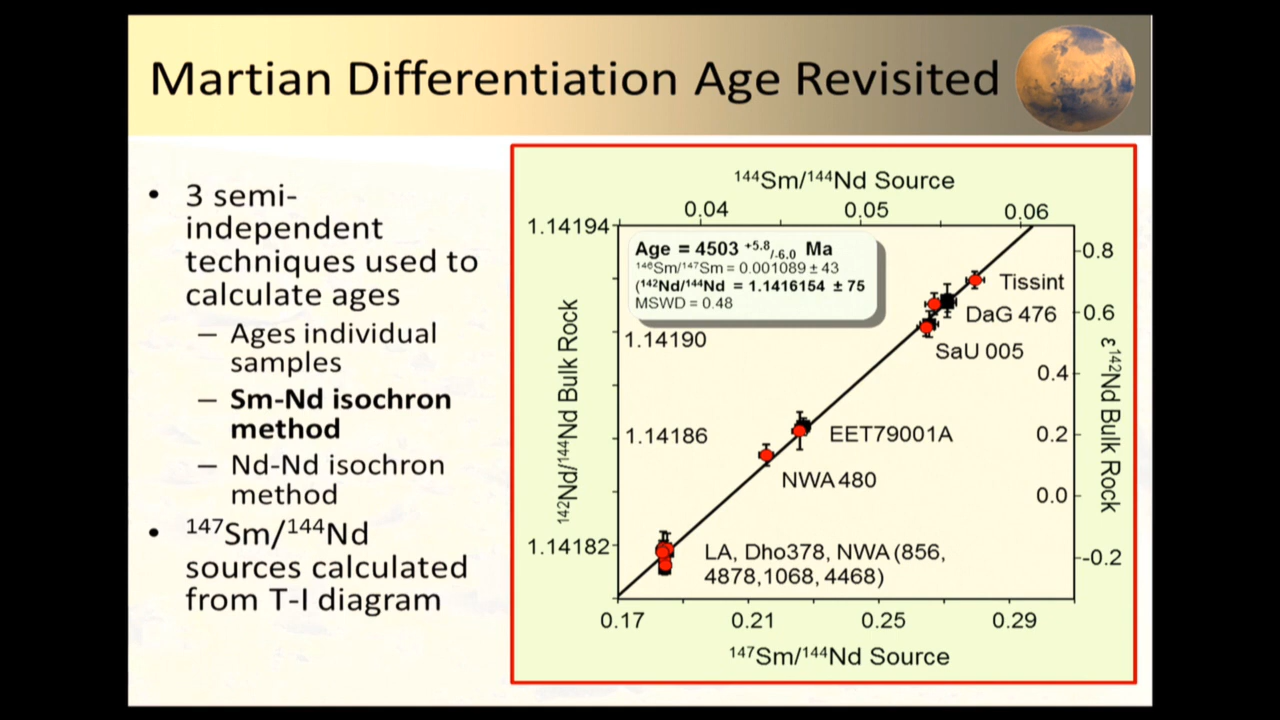 Martian Differentiation Age Revisited
• 3 semi-
independent
techniques used to
calculate ages
– Ages individual
samples
– Sm-Nd isochron
method
– Nd-Nd isochron
method
• ¹⁴⁷Sm/¹⁴⁴Nd
sources calculated
from T-I diagram
¹⁴⁴Sm/¹⁴⁴Nd Source
0.04 0.05 0.06
1.14194
1.14190
1.14186
1.14182
¹⁴²Nd/¹⁴⁴Nd Bulk Rock
Age = 4503 +5.8/-6.0 Ma
¹⁴⁶Sm/¹⁴⁷Sm = 0.001089 ± 43
(¹⁴²Nd/¹⁴⁴Nd = 1.1416154 ± 75
MSWD = 0.48
Tissint
DaG 476
SaU 005
EET79001A
NWA 480
LA, Dho378, NWA (856,
4878,1068, 4468)
0.8
0.6
0.4
0.2
0.0
-0.2
ε¹⁴²Nd Bulk Rock
0.17 0.21 0.25 0.29
¹⁴⁷Sm/¹⁴⁴Nd Source